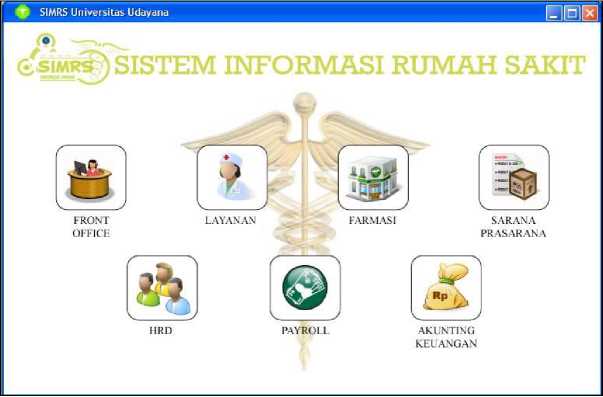 SIMRS Universitas Udayana
SIMRS
SISTEM INFORMASI RUMAH SAKIT
FRONT
OFFICE
LAYANAN
FARMASI
SARANA
PRASARANA
HRD
PAYROLL
Rp
AKUNTING
KEUANGAN